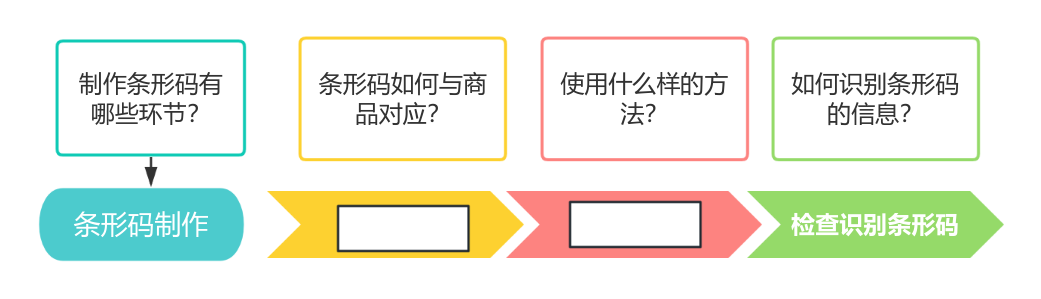 制作条形码有
哪些环节？
条形码如何与商
品对应？
使用什么样的方
法？
如何识别条形码
的信息？
条形码制作
检查识别条形码